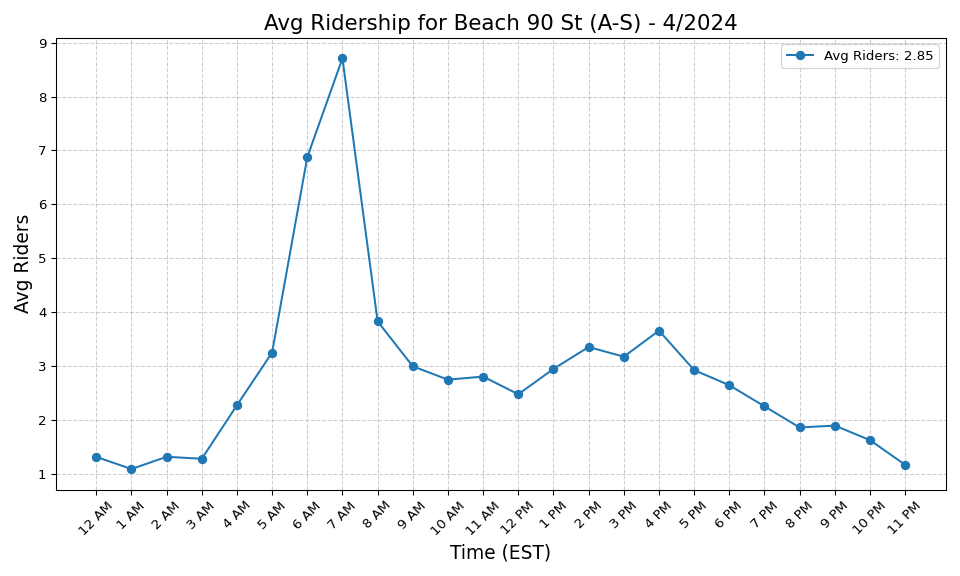 Avg Ridership for Beach 90 St (A-S) - 4/2024
Avg Riders: 2.85
Avg Riders
9
8
7
6
5
4
3
2
1
12 AM
1 AM
2 AM
3 AM
4 AM
5 AM
6 AM
7 AM
8 AM
9 AM
10 AM
11 AM
12 PM
1 PM
2 PM
3 PM
4 PM
5 PM
6 PM
7 PM
8 PM
9 PM
10 PM
11 PM
Time (EST)